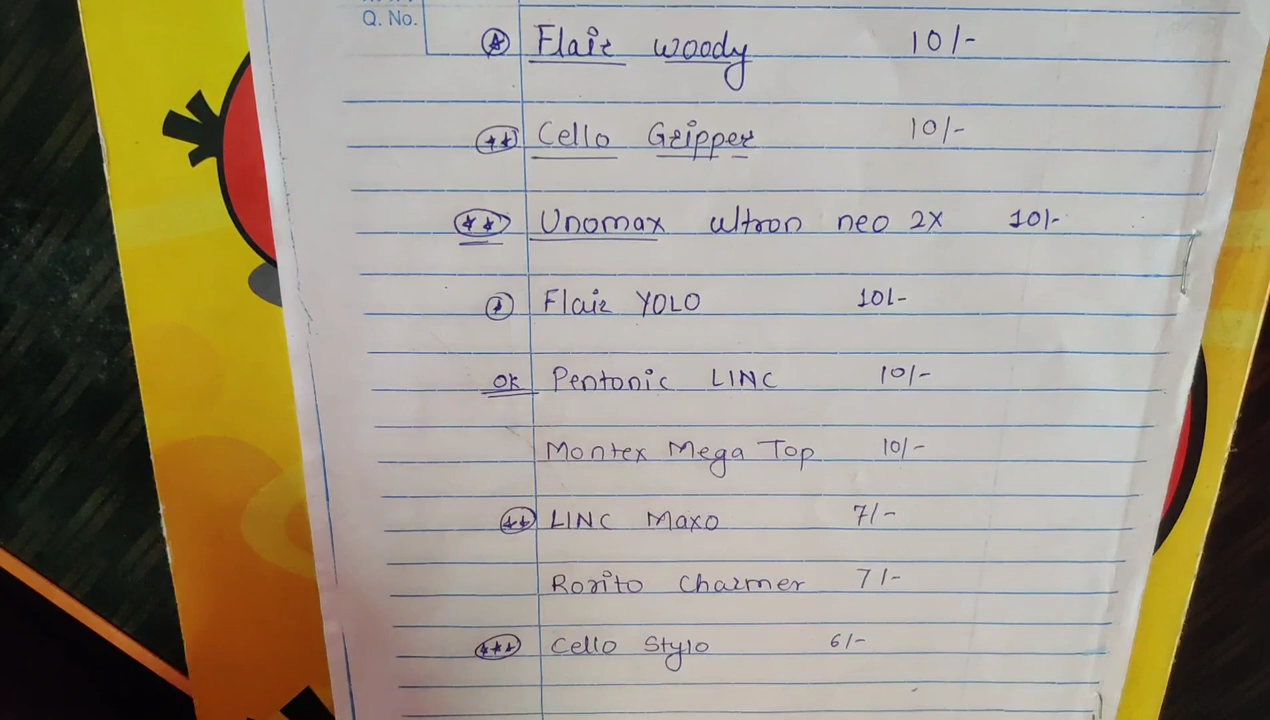 Q. No.
Flair woody 10/-
Cello Gripper 10/-
Unomax ultron neo 2X 10/-
Flair YOLO 10/-
OK Pentonic LINC 10/-
Montex Mega Top 10/-
LINC Maxo 7/-
Rorito Charmer 7/-
Cello Stylo 6/-